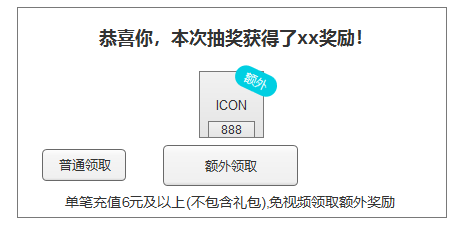 恭喜你，本次抽奖获得了xx奖励！
额外
ICON
888
普通领取
额外领取
单笔充值6元及以上(不包含礼包),免视频领取额外奖励